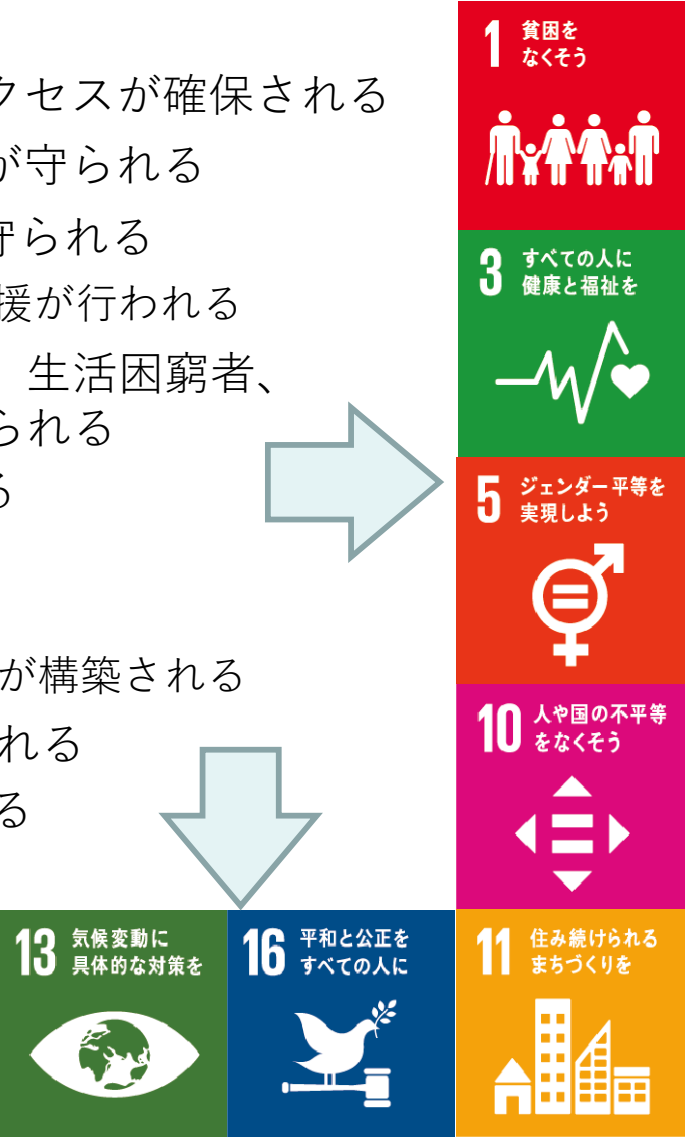 クセスが確保される
が守られる
守られる
援が行われる
生活困窮者、
られる
る
が構築される
れる
る
1 貧困を
なくそう
3 すべての人に
健康と福祉を
5 ジェンダー平等を
実現しよう
10 人や国の不平等
をなくそう
13 気候変動に
具体的な対策を
16 平和と公正を
すべての人に
11 住み続けられる
まちづくりを